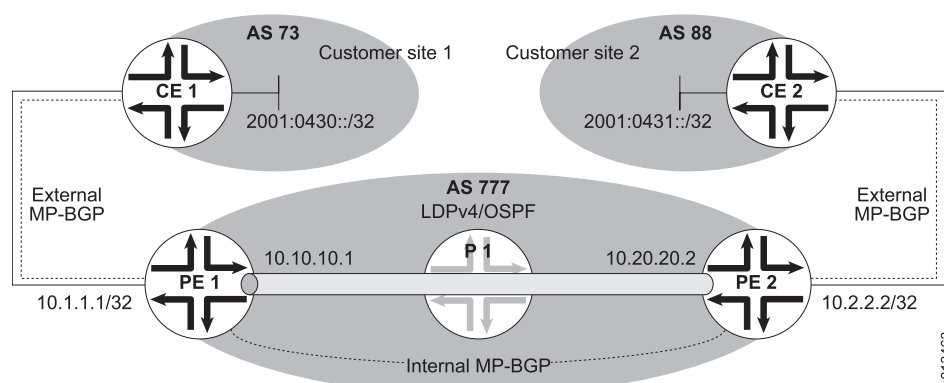 AS 73
Customer site 1
CE 1
2001:0430::/32
AS 88
Customer site 2
CE 2
2001:0431::/32
External
MP-BGP
External
MP-BGP
AS 777
LDPv4/OSPF
P 1
10.10.10.1
10.20.20.2
PE 1
PE 2
10.1.1.1/32
10.2.2.2/32
Internal MP-BGP